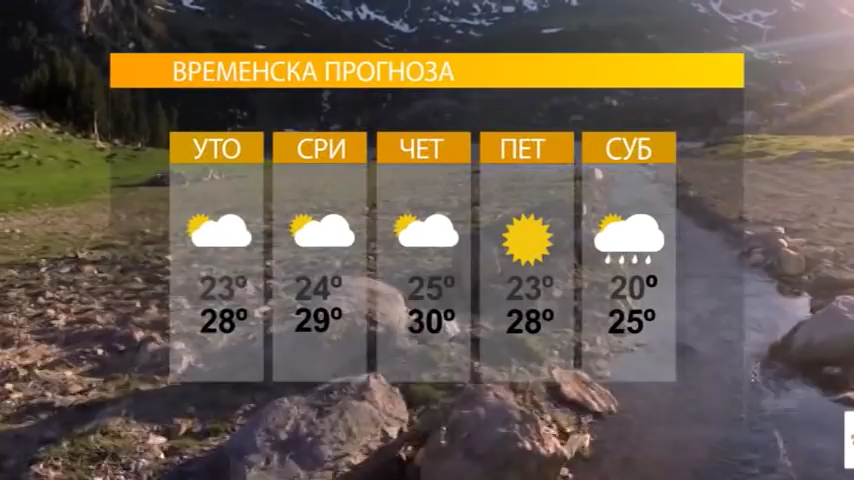 ВРЕМЕНСКА ПРОГНОЗА
УТО СРИ ЧЕТ ПЕТ СУБ
23º 24º 25º 23º 20º
28º 29º 30º 28º 25º